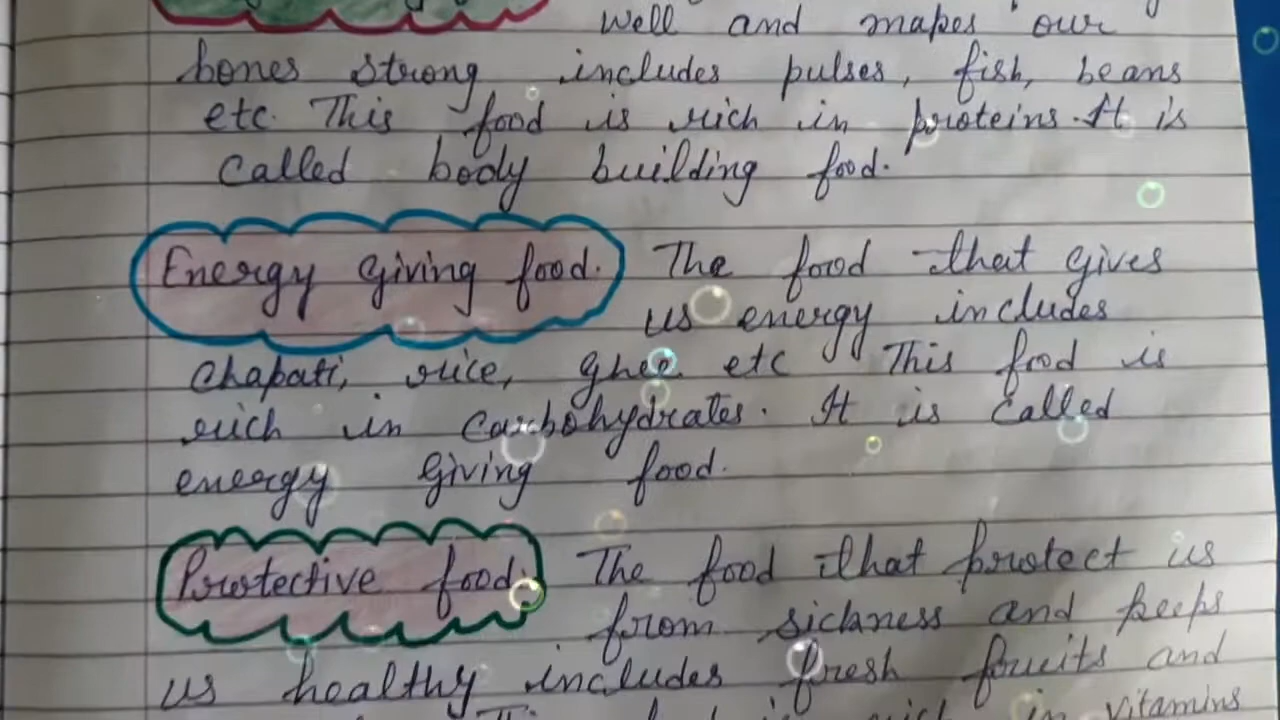 well and makes our
bones strong includes pulses, fish, beans
etc. This food is rich in proteins. It is
called body building food.
Energy giving food. The food that gives
us energy includes
chapati, rice, ghee etc This food is
rich in carbohydrates. It is called
energy giving food.
Protective food. The food that protect us
from sickness and keeps
us healthy includes fresh fruits and
in vitamins